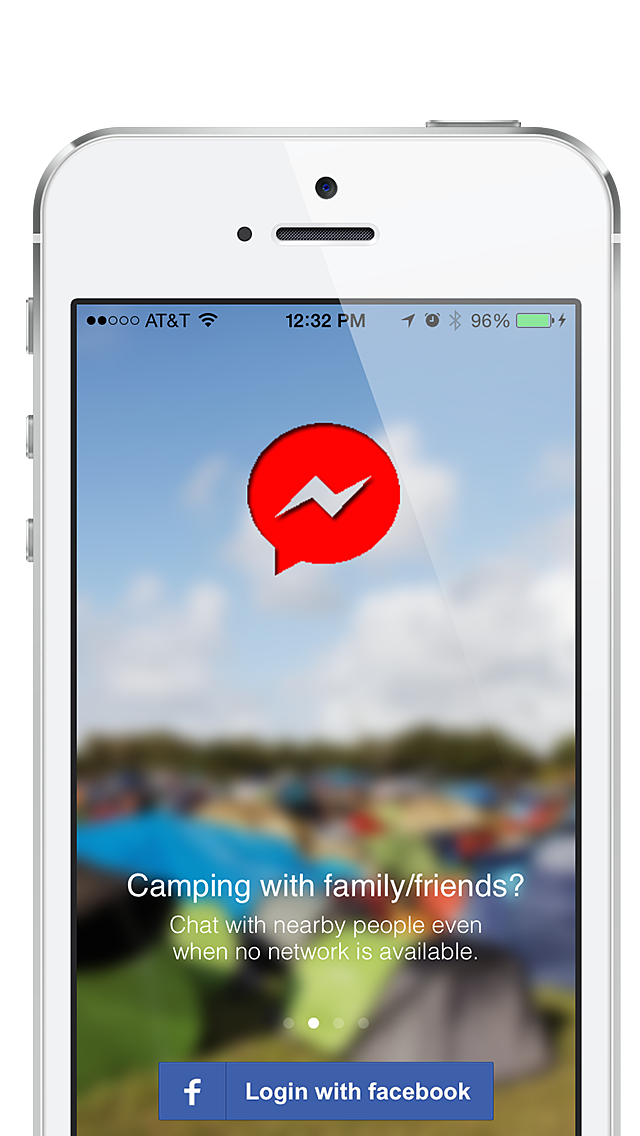 AT&T 12:32 PM 96%
Camping with family/friends?
Chat with nearby people even
when no network is available.
f Login with facebook